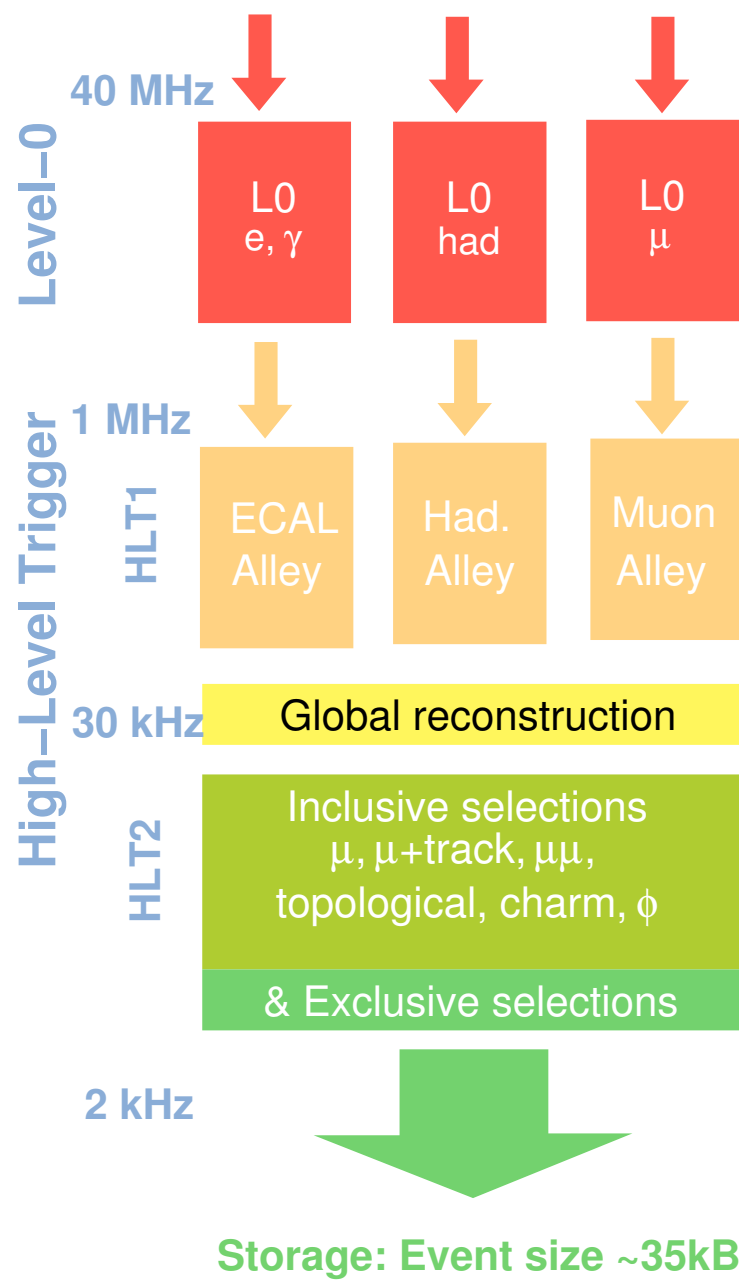 40 MHz
Level-0
L0
e, γ
L0
had
L0
μ
1 MHz
High-Level Trigger
HLT1
ECAL
Alley
Had.
Alley
Muon
Alley
30 kHz
Global reconstruction
HLT2
Inclusive selections
μ, μ+track, μμ,
topological, charm, ϕ
& Exclusive selections
2 kHz
Storage: Event size ~35kB